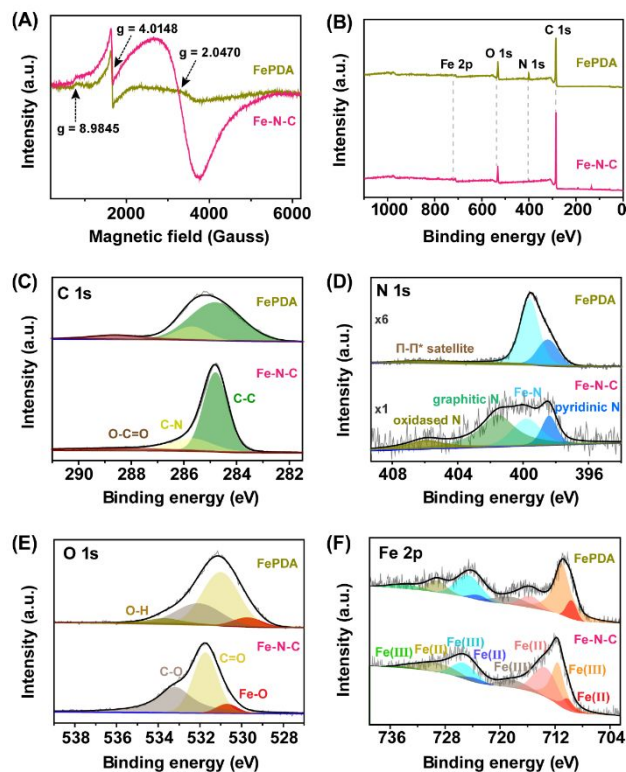 (A)
g = 4.0148
g = 2.0470
FePDA
g = 8.9845
Fe-N-C
Intensity (a.u.)
2000 4000 6000
Magnetic field (Gauss)
(B)
C 1s
O 1s
Fe 2p
N 1s
FePDA
Fe-N-C
Intensity (a.u.)
1000 800 600 400 200 0
Binding energy (eV)
(C)
C 1s
FePDA
Fe-N-C
C-C
C-N
O-C=O
Intensity (a.u.)
290 288 286 284 282
Binding energy (eV)
(D)
N 1s
FePDA
x6
Π-Π* satellite
Fe-N-C
Fe-N
graphitic N
pyridinic N
x1
oxidased N
Intensity (a.u.)
408 404 400 396
Binding energy (eV)
(E)
O 1s
FePDA
O-H
Fe-N-C
C=O
C-O
Fe-O
Intensity (a.u.)
538 536 534 532 530 528
Binding energy (eV)
(F)
Fe 2p
FePDA
Fe-N-C
Fe(III) Fe(II) Fe(III) Fe(II) Fe(III) Fe(II) Fe(III) Fe(II)
Intensity (a.u.)
736 728 720 712 704
Binding energy (eV)